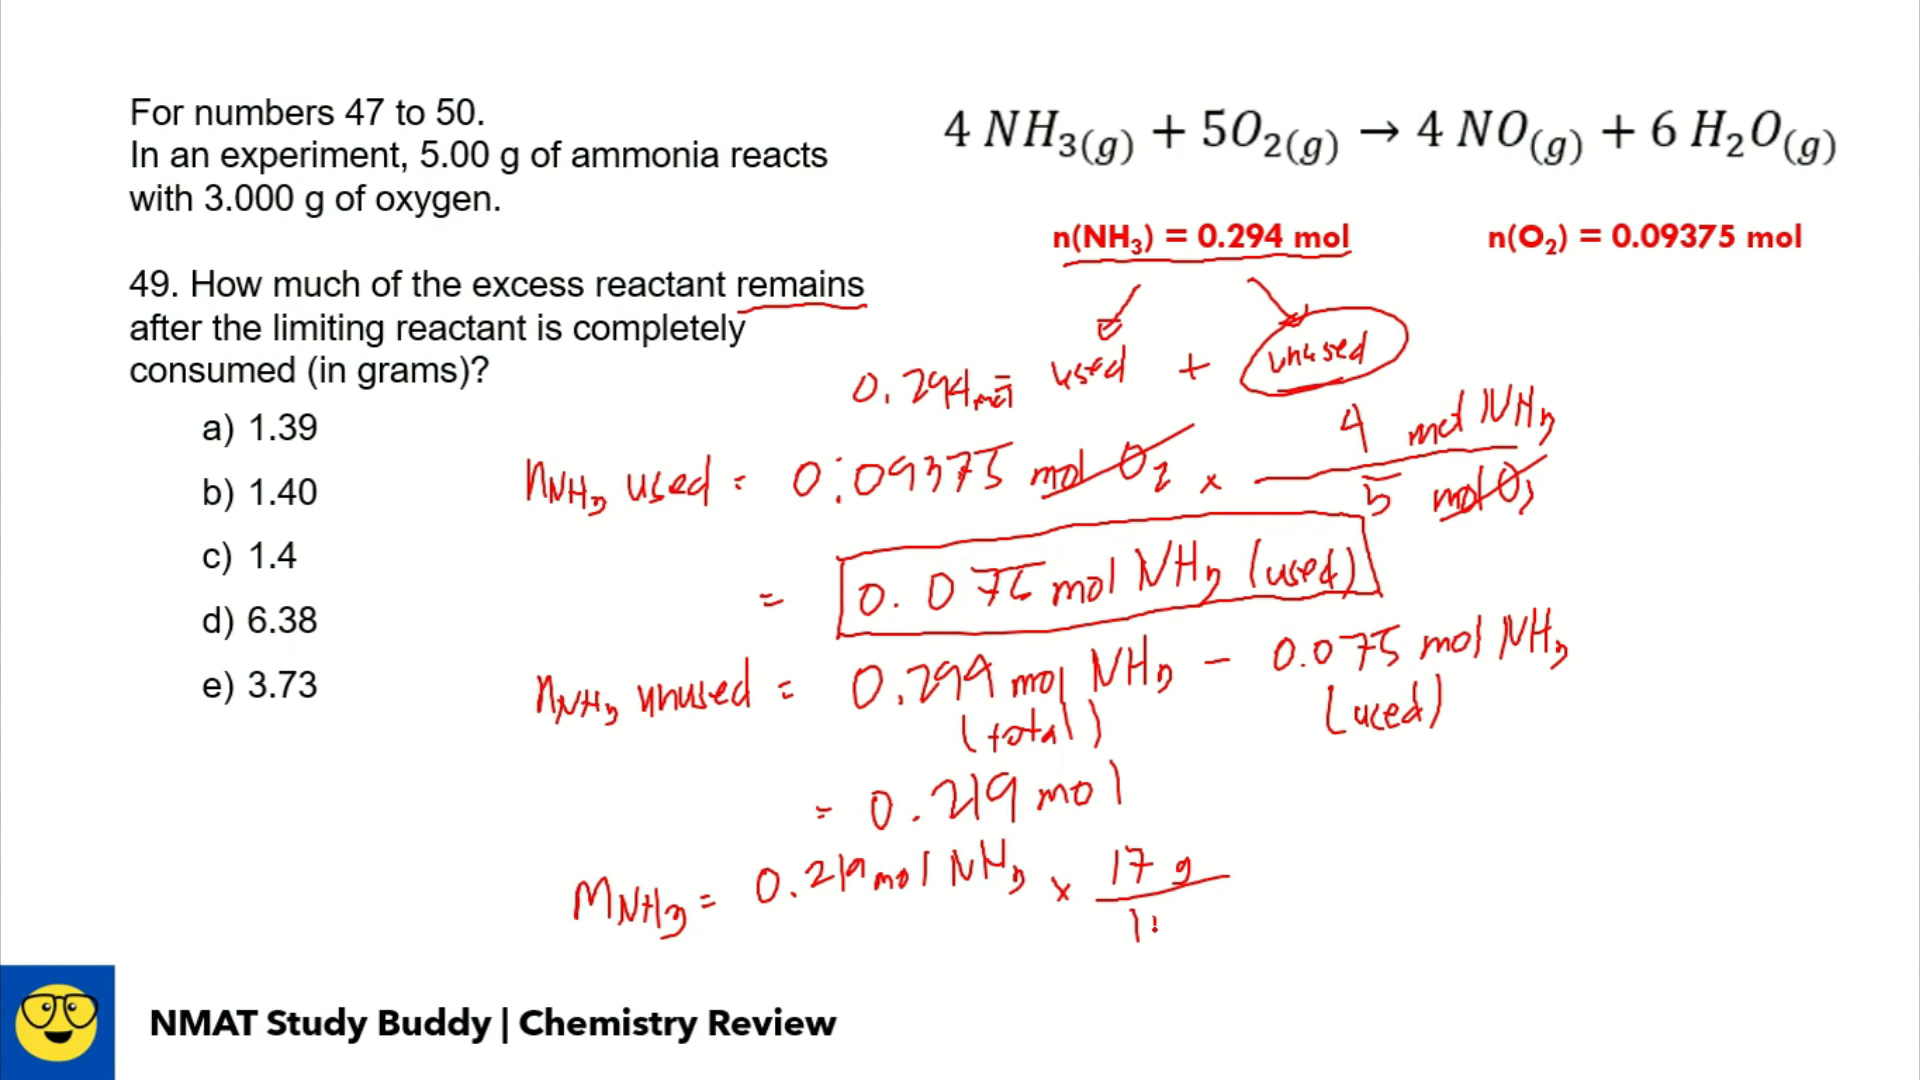 For numbers 47 to 50.
In an experiment, 5.00 g of ammonia reacts
with 3.000 g of oxygen.
4 NH₃(g) + 5O₂(g) → 4 NO(g) + 6 H₂O(g)
n(NH₃) = 0.294 mol n(O₂) = 0.09375 mol
49. How much of the excess reactant remains
after the limiting reactant is completely
consumed (in grams)?
a) 1.39
b) 1.40
c) 1.4
d) 6.38
e) 3.73
0.294 mol = used + unused
nNH₃ used = 0.09375 mol O₂ × 4 mol NH₃
5 mol O₂
= 0.075 mol NH₃ (used)
nNH₃ unused = 0.294 mol NH₃ − 0.075 mol NH₃
(total) (used)
= 0.219 mol
mNH₃ = 0.219 mol NH₃ × 17 g
1
NMAT Study Buddy | Chemistry Review